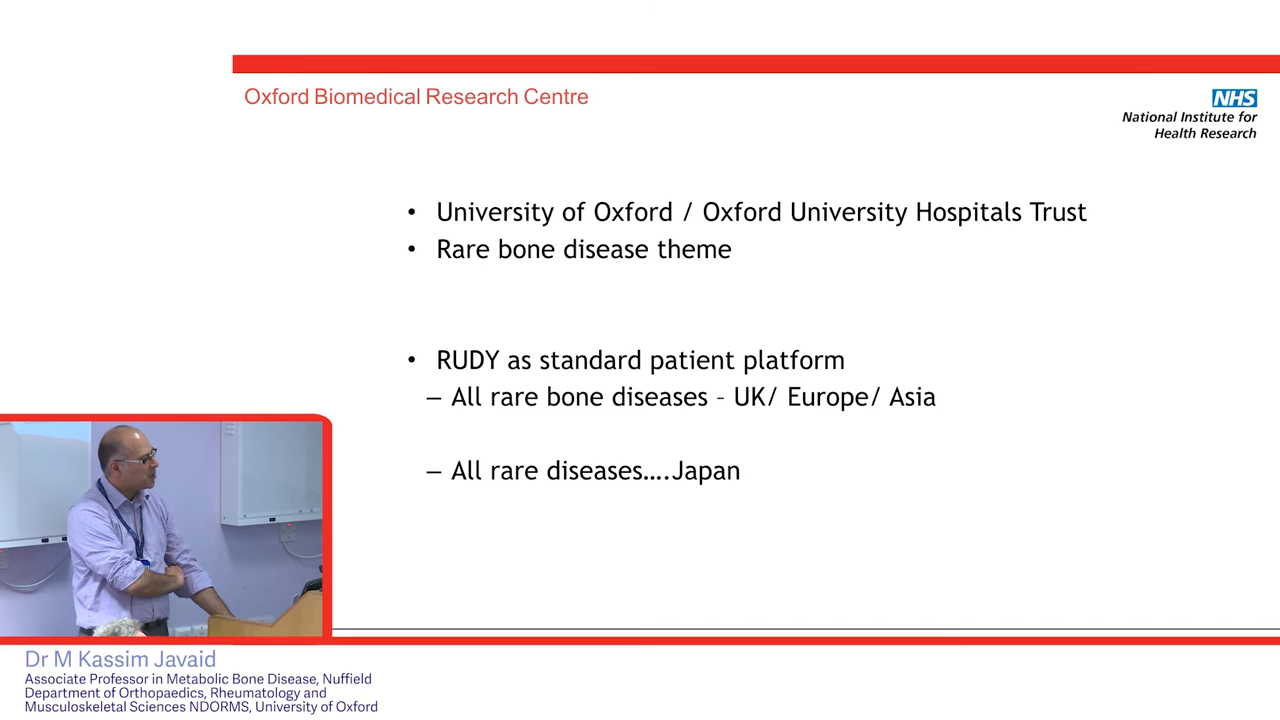 Oxford Biomedical Research Centre
NHS
National Institute for
Health Research
• University of Oxford / Oxford University Hospitals Trust
• Rare bone disease theme
• RUDY as standard patient platform
– All rare bone diseases – UK/ Europe/ Asia
– All rare diseases….Japan
Dr M Kassim Javaid
Associate Professor in Metabolic Bone Disease, Nuffield
Department of Orthopaedics, Rheumatology and
Musculoskeletal Sciences NDORMS, University of Oxford